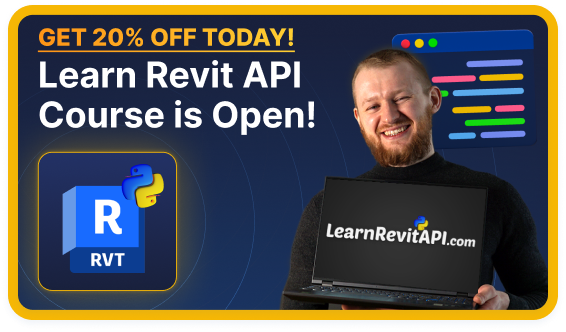 GET 20% OFF TODAY!
Learn Revit API
Course is Open!
R
RVT
LearnRevitAPI.com